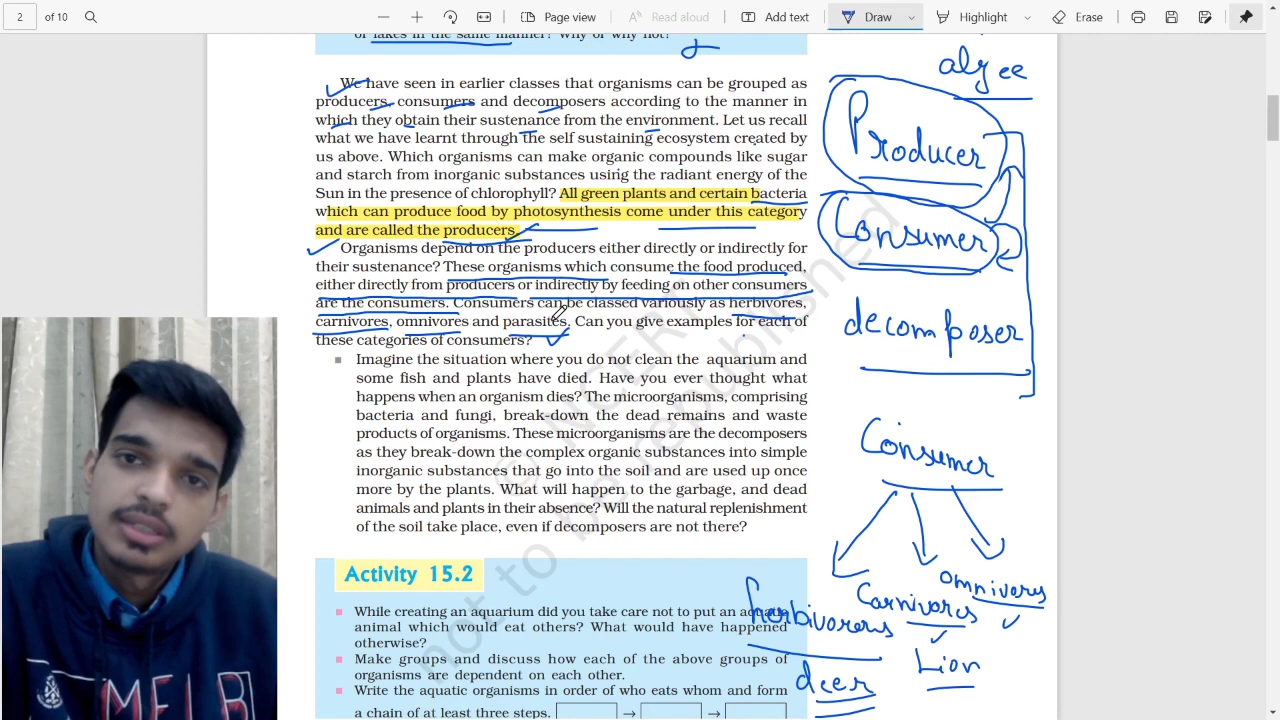 2 of 10
Page view
Read aloud
Add text
Draw
Highlight
Erase
of lakes in the same manner? Why or why not?
We have seen in earlier classes that organisms can be grouped as
producers, consumers and decomposers according to the manner in
which they obtain their sustenance from the environment. Let us recall
what we have learnt through the self sustaining ecosystem created by
us above. Which organisms can make organic compounds like sugar
and starch from inorganic substances using the radiant energy of the
Sun in the presence of chlorophyll? All green plants and certain bacteria
which can produce food by photosynthesis come under this category
and are called the producers.
Organisms depend on the producers either directly or indirectly for
their sustenance? These organisms which consume the food produced,
either directly from producers or indirectly by feeding on other consumers
are the consumers. Consumers can be classed variously as herbivores,
carnivores, omnivores and parasites. Can you give examples for each of
these categories of consumers?
Imagine the situation where you do not clean the aquarium and
some fish and plants have died. Have you ever thought what
happens when an organism dies? The microorganisms, comprising
bacteria and fungi, break-down the dead remains and waste
products of organisms. These microorganisms are the decomposers
as they break-down the complex organic substances into simple
inorganic substances that go into the soil and are used up once
more by the plants. What will happen to the garbage, and dead
animals and plants in their absence? Will the natural replenishment
of the soil take place, even if decomposers are not there?
Activity 15.2
While creating an aquarium did you take care not to put an aquatic
animal which would eat others? What would have happened
otherwise?
Make groups and discuss how each of the above groups of
organisms are dependent on each other.
Write the aquatic organisms in order of who eats whom and form
a chain of at least three steps.
© NCERT
not to be republished
algee
Producer
Consumer
decomposer
Consumer
omnivores
Carnivores
herbivorers
Lion
deer